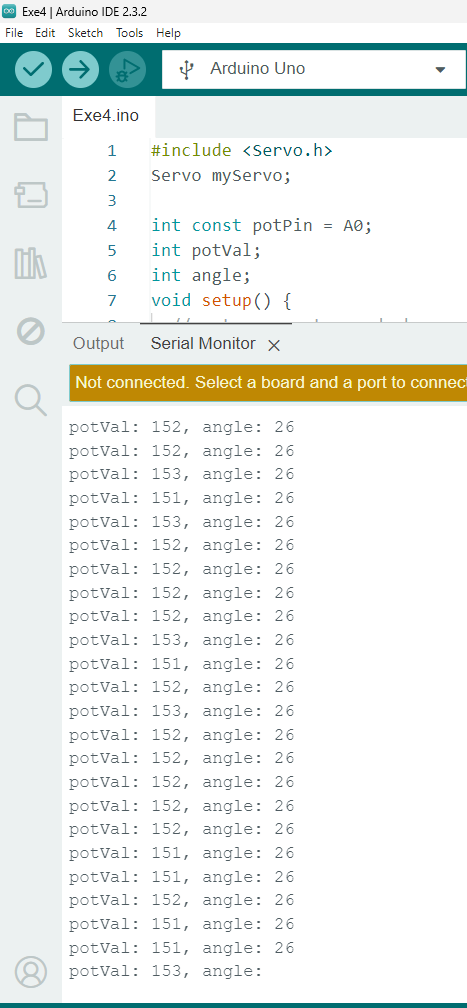 Exe4 | Arduino IDE 2.3.2
File Edit Sketch Tools Help
Arduino Uno
Exe4.ino
1 #include <Servo.h>
2 Servo myServo;
3
4 int const potPin = A0;
5 int potVal;
6 int angle;
7 void setup() {
Output Serial Monitor
Not connected. Select a board and a port to connect
potVal: 152, angle: 26
potVal: 152, angle: 26
potVal: 153, angle: 26
potVal: 151, angle: 26
potVal: 153, angle: 26
potVal: 152, angle: 26
potVal: 152, angle: 26
potVal: 152, angle: 26
potVal: 152, angle: 26
potVal: 153, angle: 26
potVal: 151, angle: 26
potVal: 152, angle: 26
potVal: 153, angle: 26
potVal: 152, angle: 26
potVal: 152, angle: 26
potVal: 152, angle: 26
potVal: 152, angle: 26
potVal: 152, angle: 26
potVal: 151, angle: 26
potVal: 151, angle: 26
potVal: 152, angle: 26
potVal: 151, angle: 26
potVal: 151, angle: 26
potVal: 153, angle: